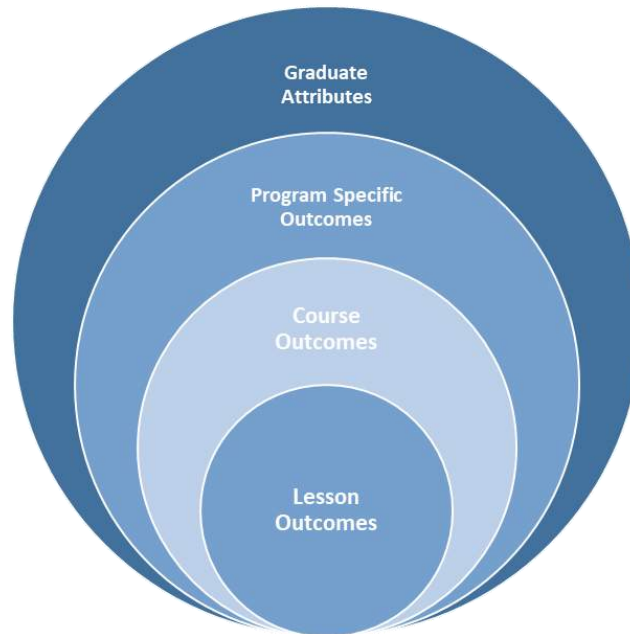 Graduate
Attributes
Program Specific
Outcomes
Course
Outcomes
Lesson
Outcomes